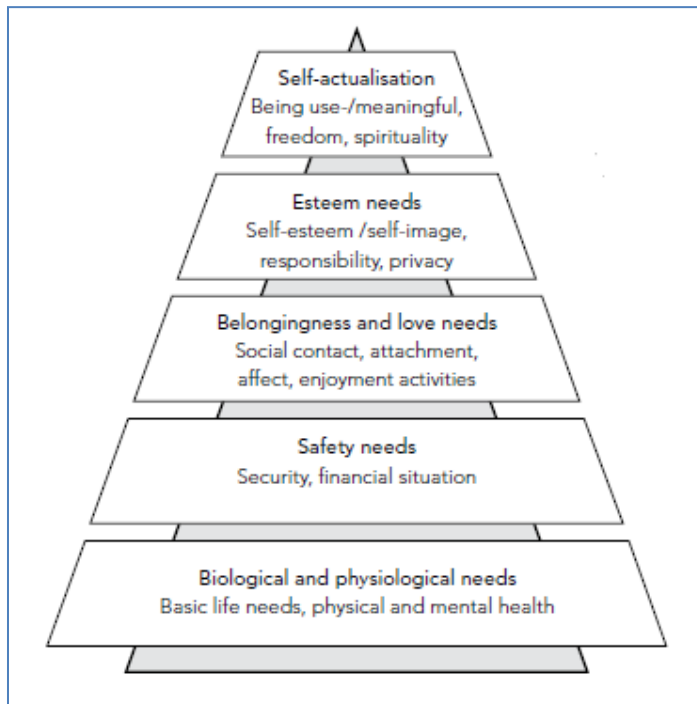 Self-actualisation
Being use-/meaningful,
freedom, spirituality
Esteem needs
Self-esteem /self-image,
responsibility, privacy
Belongingness and love needs
Social contact, attachment,
affect, enjoyment activities
Safety needs
Security, financial situation
Biological and physiological needs
Basic life needs, physical and mental health